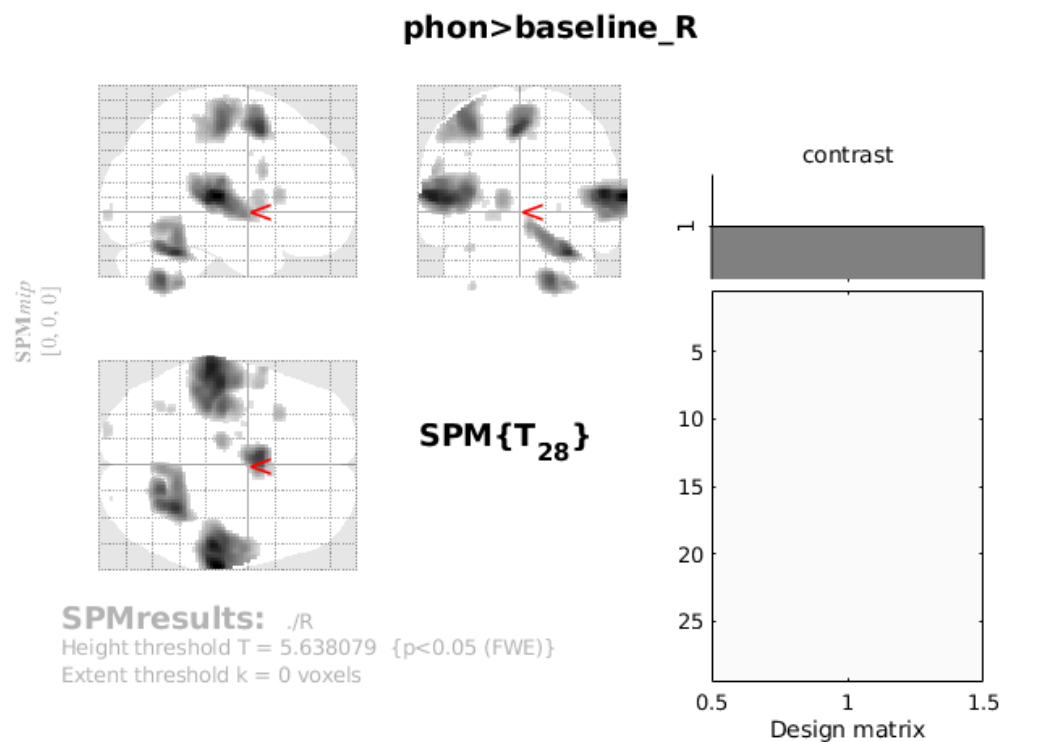 phon>baseline_R
contrast
1
SPMmip
[0, 0, 0]
<
<
<
SPM{T28}
5
10
15
20
25
0.5 1 1.5
Design matrix
SPMresults: ./R
Height threshold T = 5.638079 {p<0.05 (FWE)}
Extent threshold k = 0 voxels